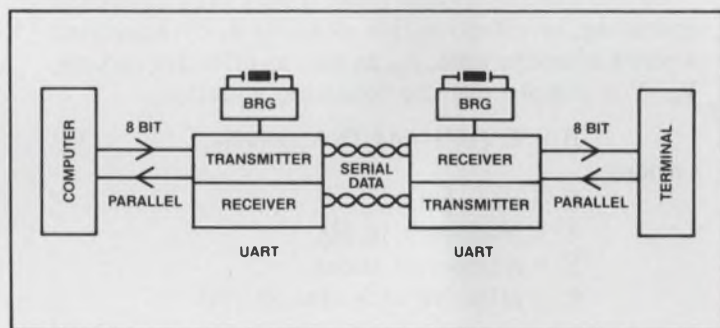 BRG
BRG
COMPUTER
8 BIT
PARALLEL
TRANSMITTER
RECEIVER
UART
SERIAL
DATA
RECEIVER
TRANSMITTER
UART
8 BIT
PARALLEL
TERMINAL